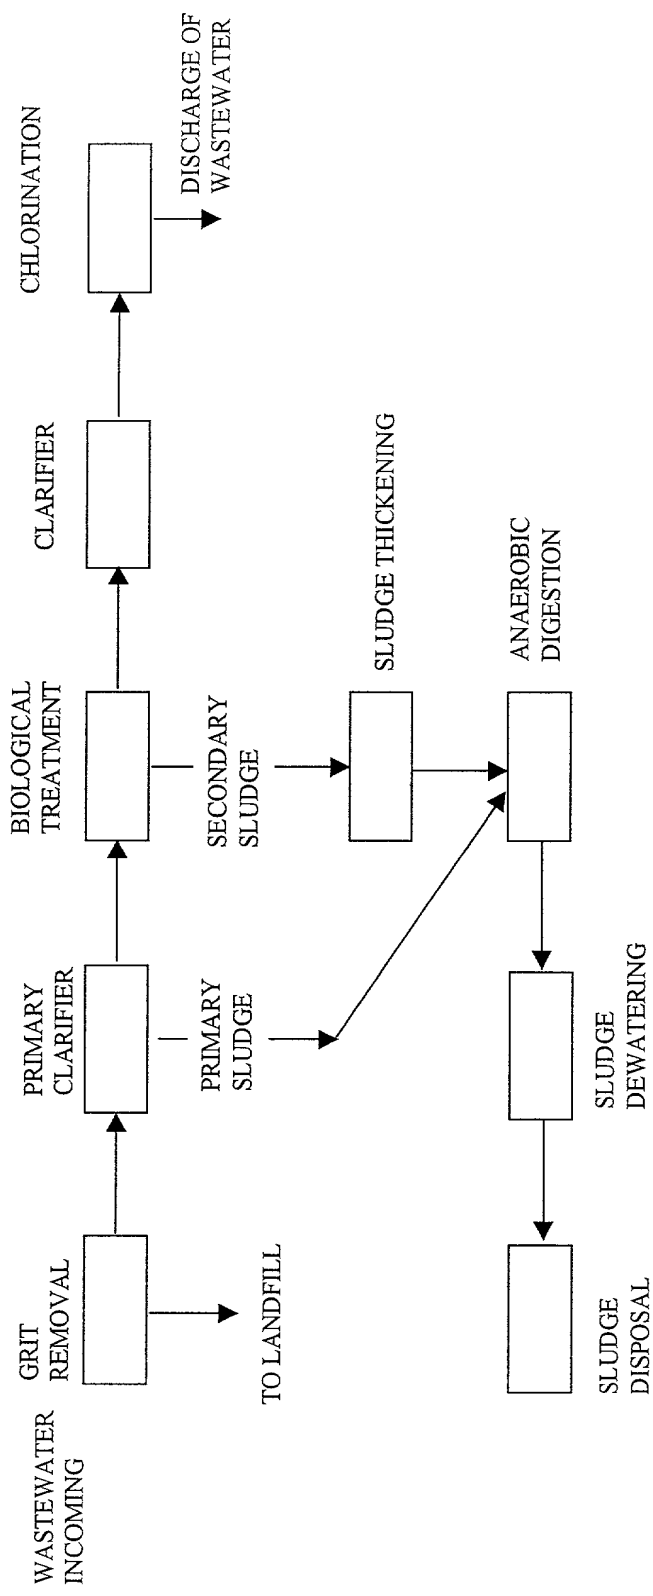 WASTEWATER
INCOMING
GRIT
REMOVAL
PRIMARY
CLARIFIER
BIOLOGICAL
TREATMENT
CLARIFIER
CHLORINATION
TO LANDFILL
PRIMARY
SLUDGE
SECONDARY
SLUDGE
DISCHARGE OF
WASTEWATER
SLUDGE THICKENING
SLUDGE
DISPOSAL
SLUDGE
DEWATERING
ANAEROBIC
DIGESTION